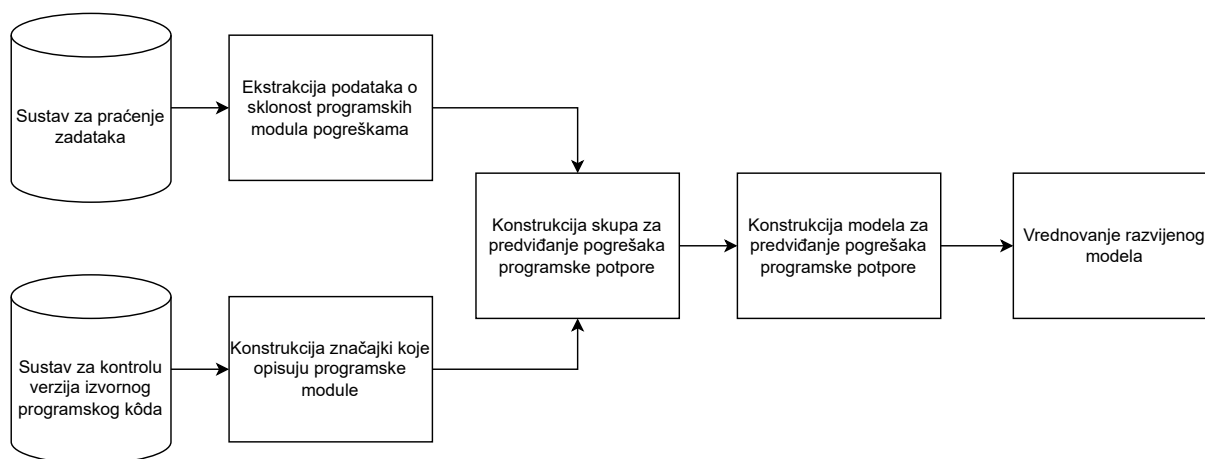 Sustav za praćenje
zadataka
Ekstrakcija podataka o
sklonost programskih
modula pogreškama
Sustav za kontrolu
verzija izvornog
programskog kôda
Konstrukcija značajki koje
opisuju programske
module
Konstrukcija skupa za
predviđanje pogrešaka
programske potpore
Konstrukcija modela za
predviđanje pogrešaka
programske potpore
Vrednovanje razvijenog
modela